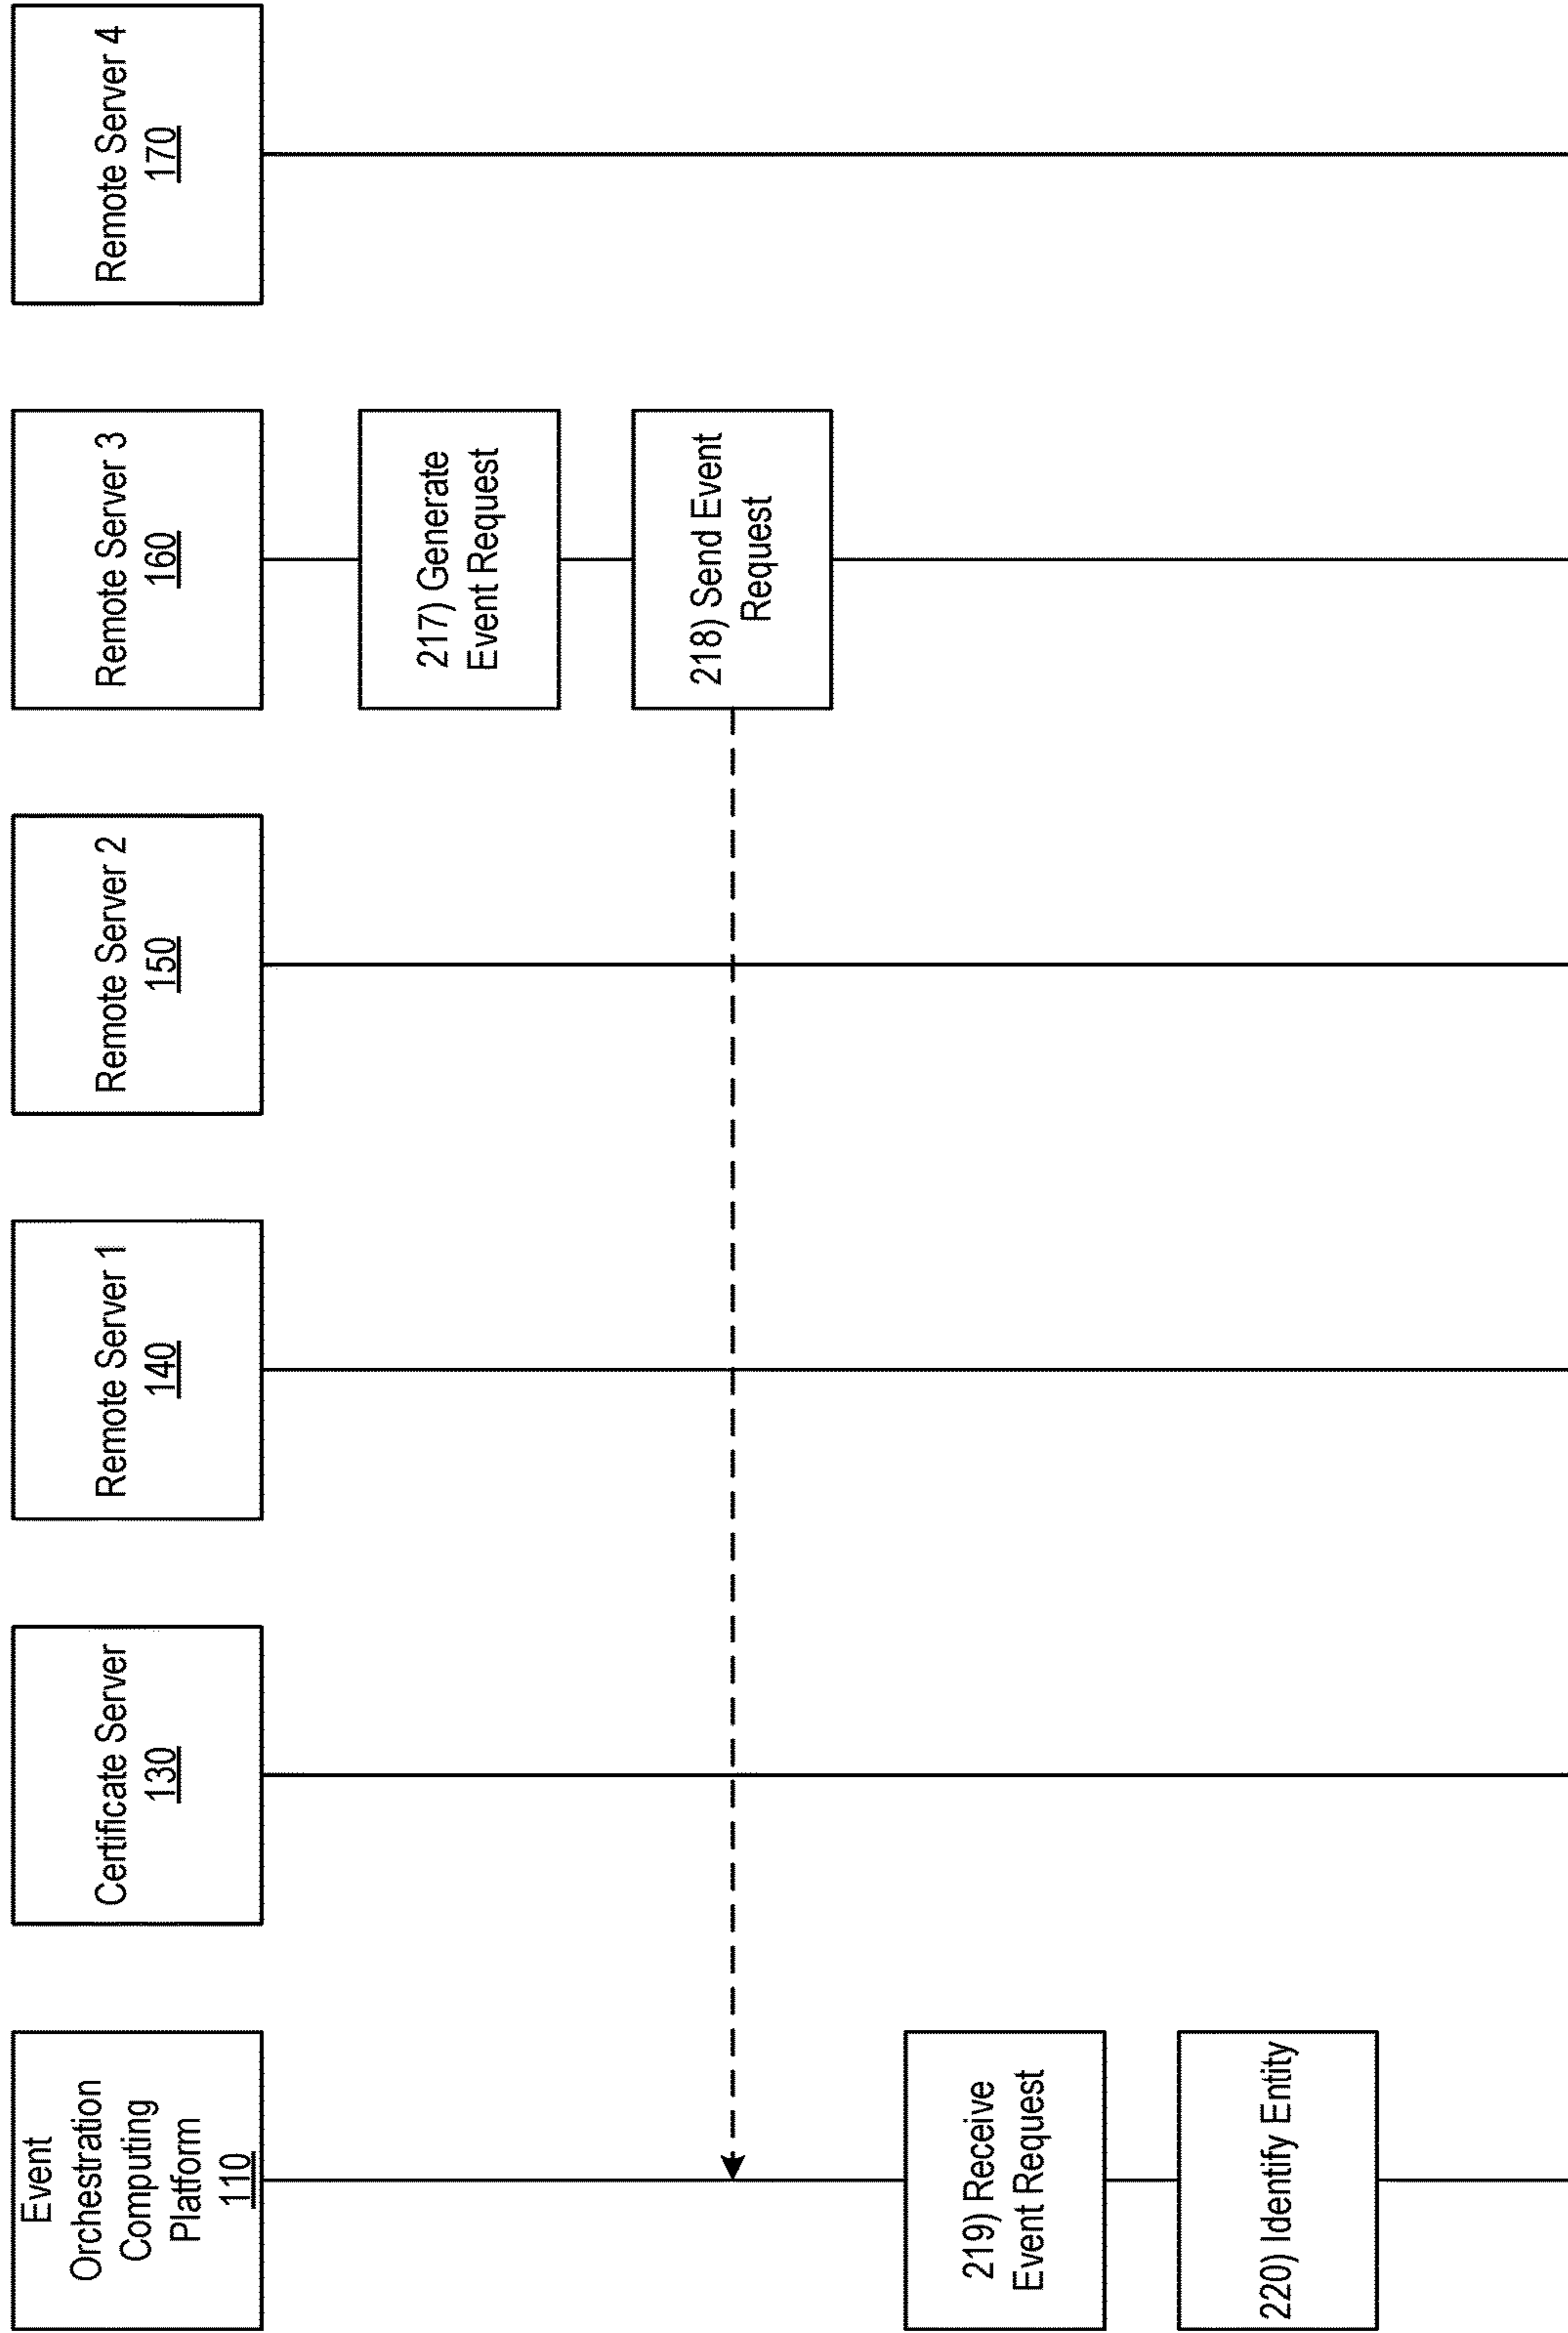 Event
Orchestration
Computing
Platform
110
Certificate Server
130
Remote Server 1
140
Remote Server 2
150
Remote Server 3
160
Remote Server 4
170
217) Generate
Event Request
218) Send Event
Request
219) Receive
Event Request
220) Identify Entity